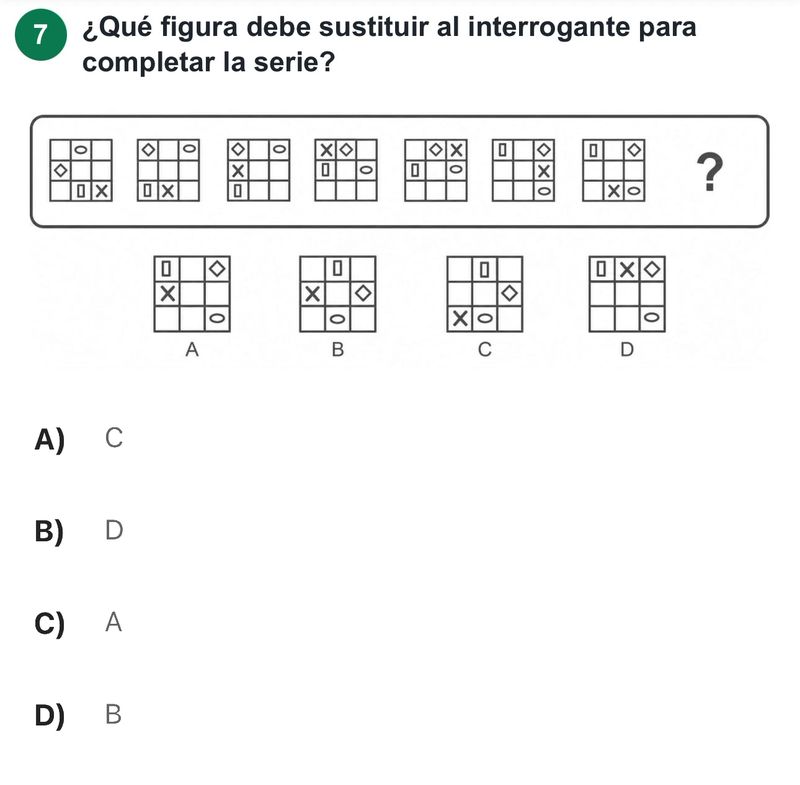 7 ¿Qué figura debe sustituir al interrogante para
completar la serie?
?
A B C D
A) C
B) D
C) A
D) B